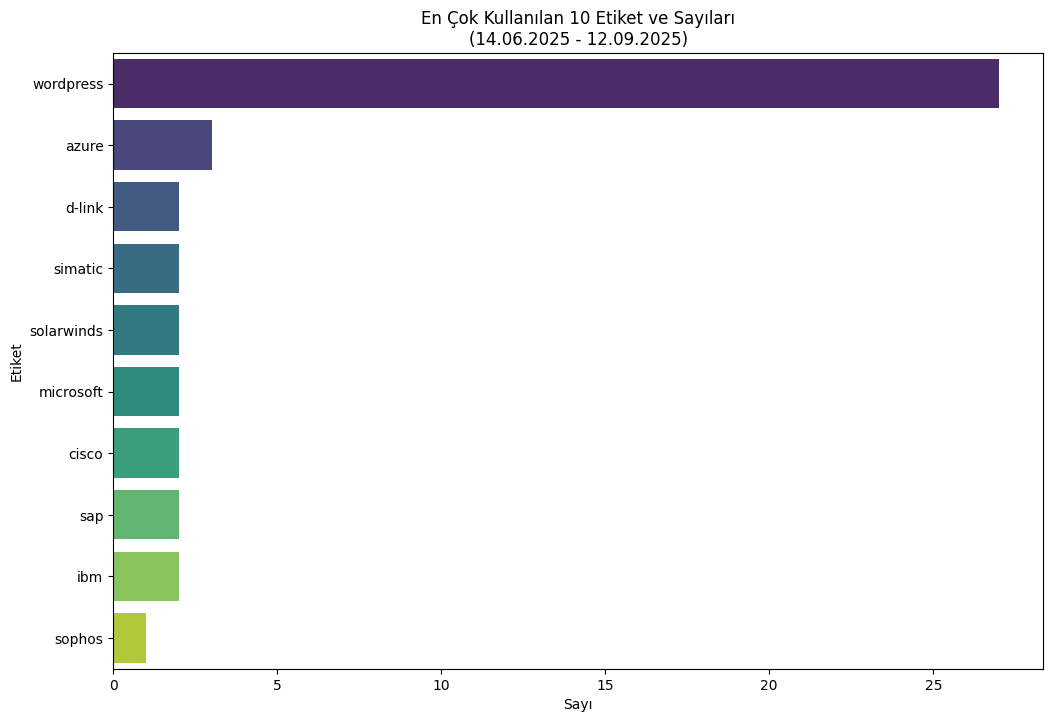 En Çok Kullanılan 10 Etiket ve Sayıları
(14.06.2025 - 12.09.2025)
wordpress
azure
d-link
simatic
solarwinds
microsoft
cisco
sap
ibm
sophos
Etiket
0 5 10 15 20 25
Sayı